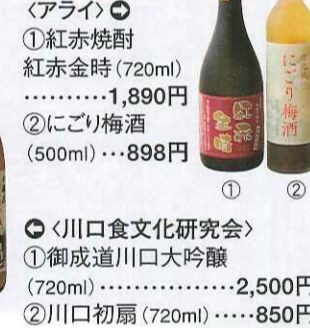 〈アライ〉➲
①紅赤焼酎
紅赤金時(720ml)
··········1,890円
②にごり梅酒
(500ml)···898円
紅赤金時
にごり梅酒
① ②
〈川口食文化研究会〉
①御成道川口大吟醸
(720ml)················2,500円
②川口初扇(720ml)·····850円